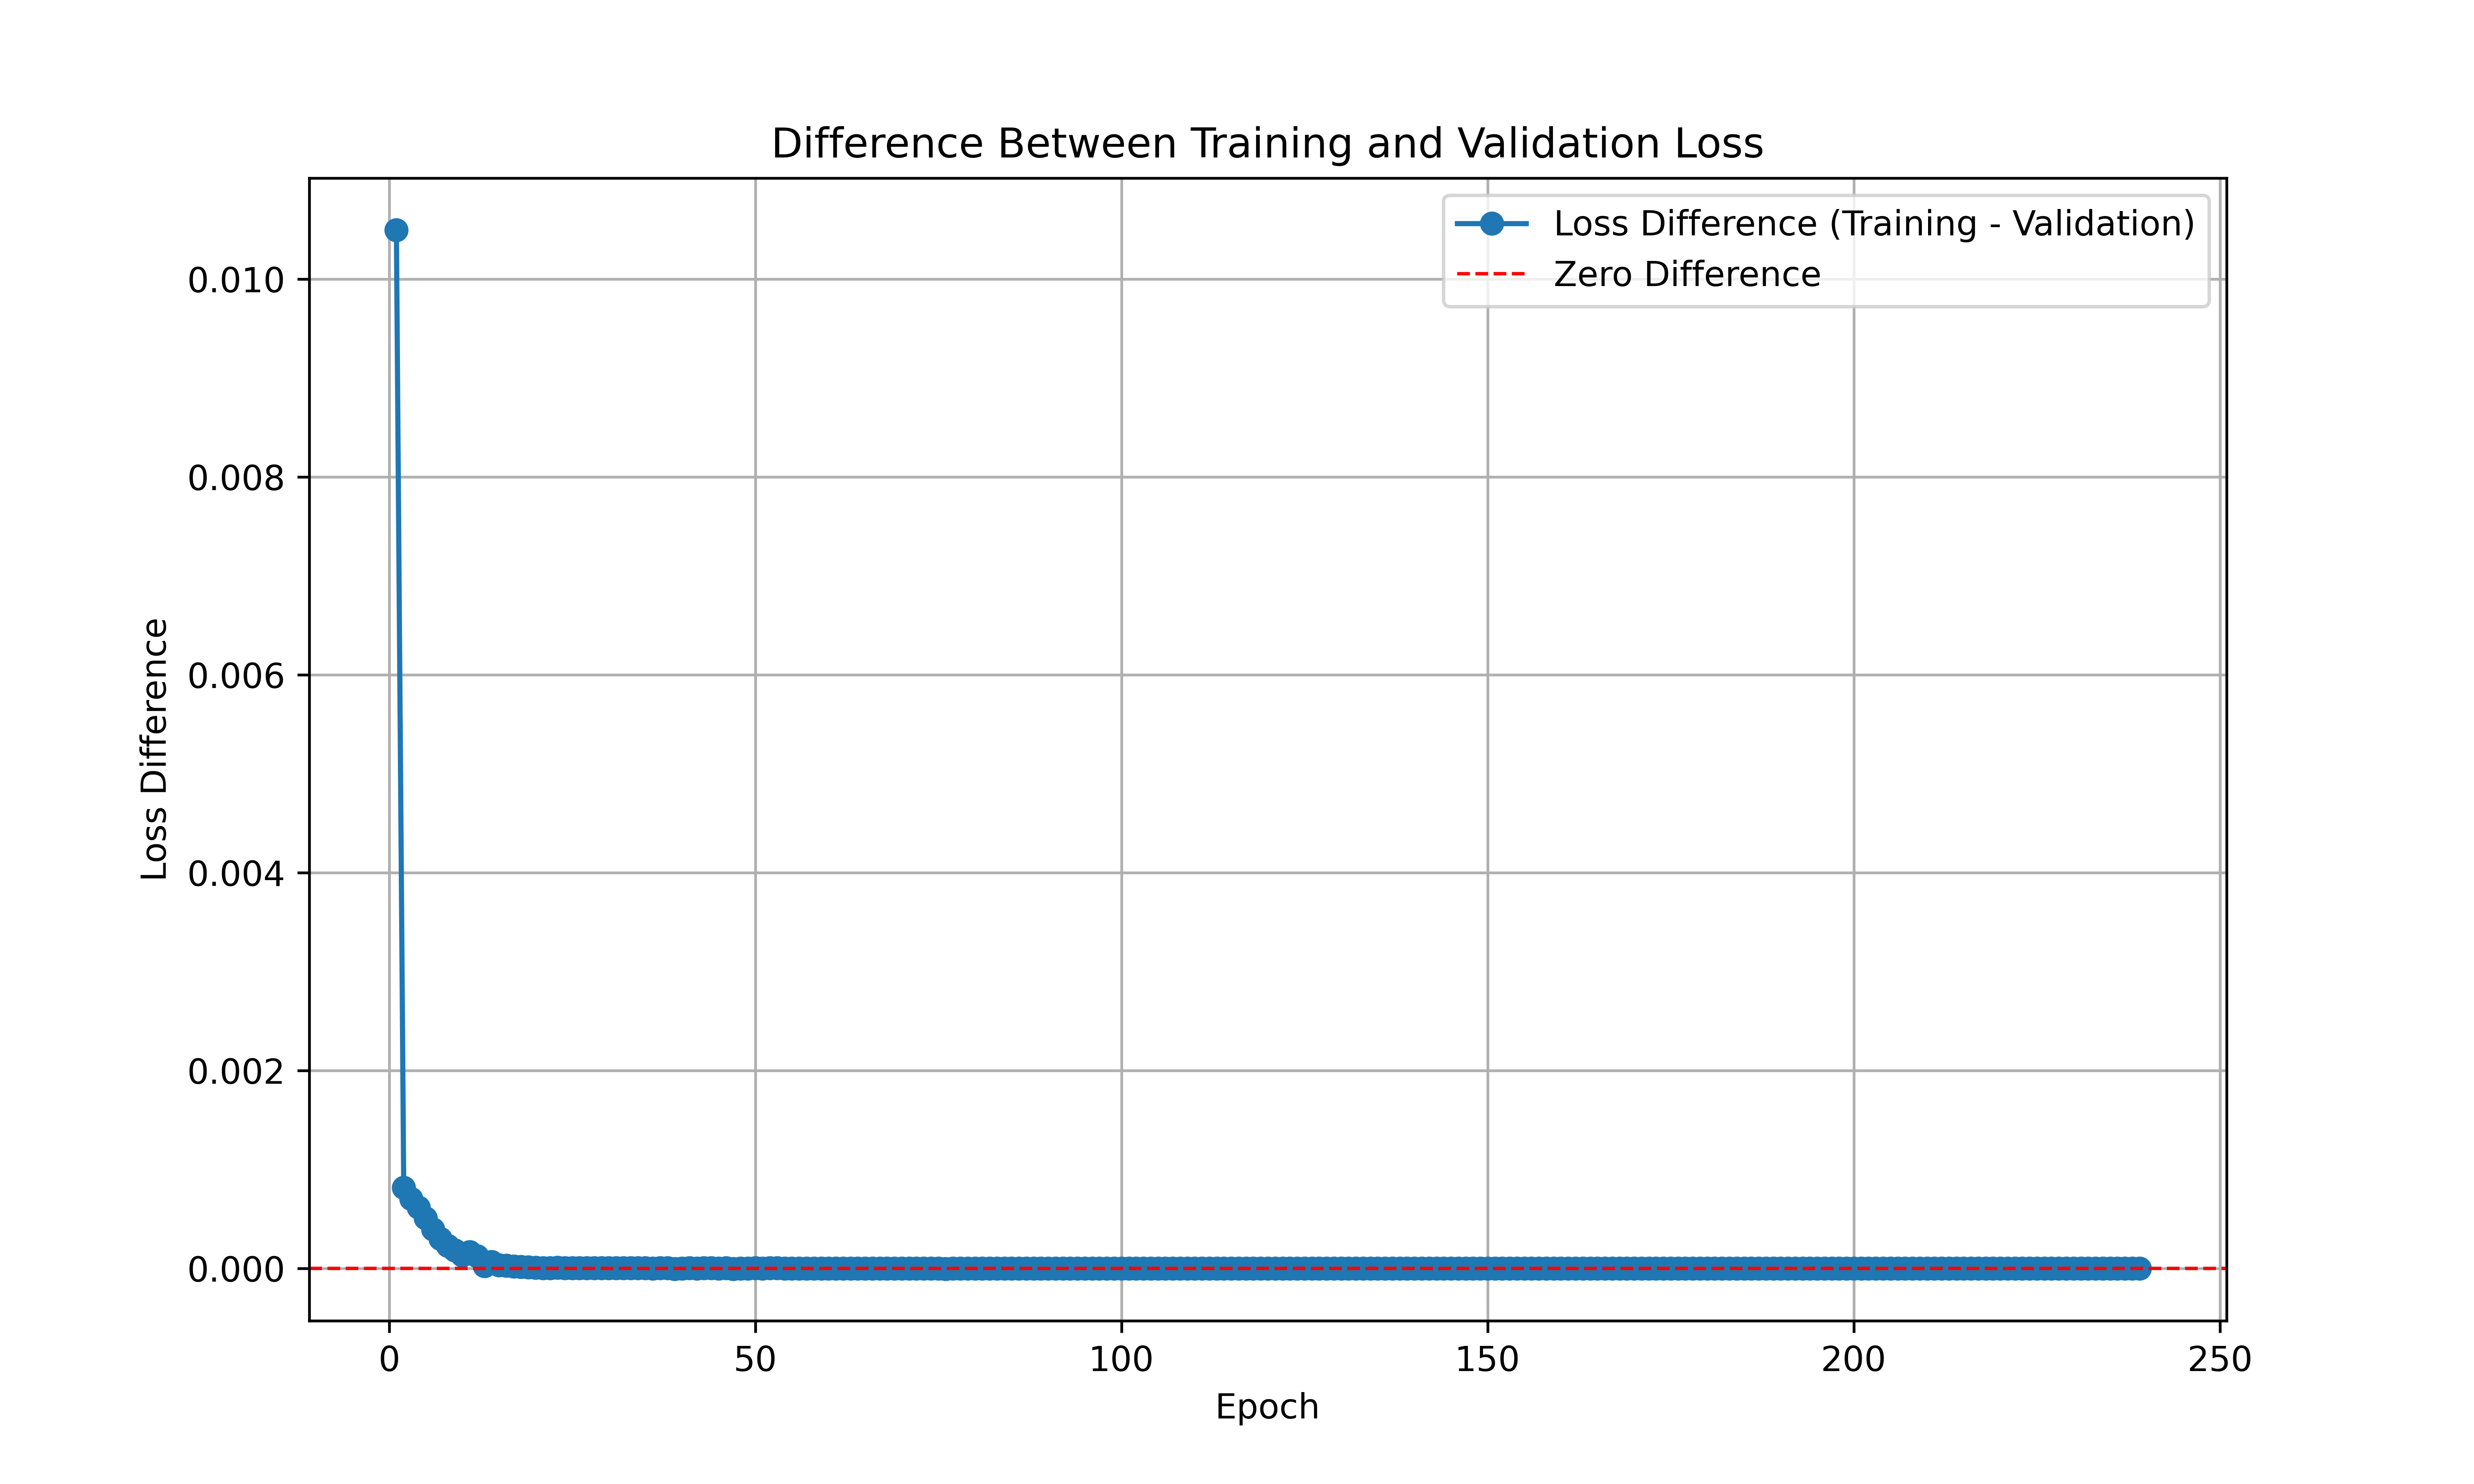 Difference Between Training and Validation Loss
Loss Difference (Training - Validation)
Zero Difference
Loss Difference
0.010
0.008
0.006
0.004
0.002
0.000
0 50 100 150 200 250
Epoch